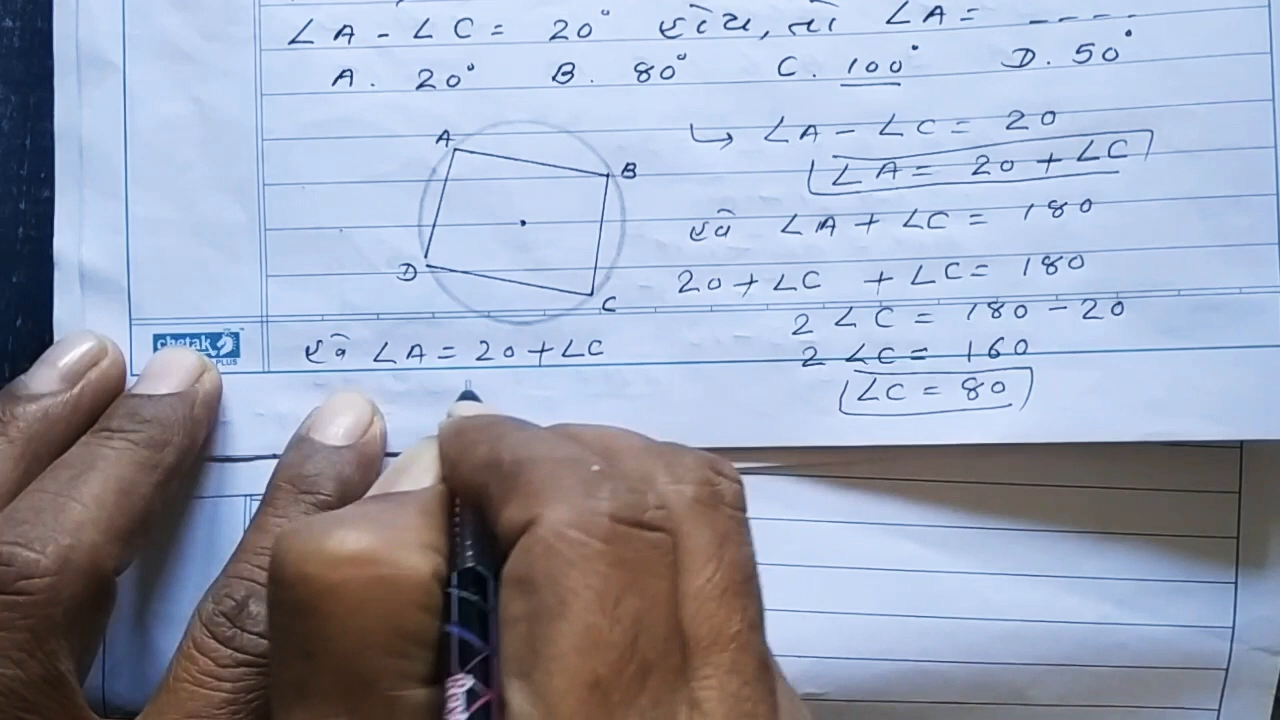 ∠A - ∠C = 20° હોય, તો ∠A = ----
A. 20° B. 80° C. 100° D. 50°
A
B
C
D
↳ ∠A - ∠C = 20
∠A = 20 + ∠C
હવે ∠A + ∠C = 180
20 + ∠C + ∠C = 180
2 ∠C = 180 - 20
2 ∠C = 160
∠C = 80
chetak
PLUS
હવે ∠A = 20 + ∠C